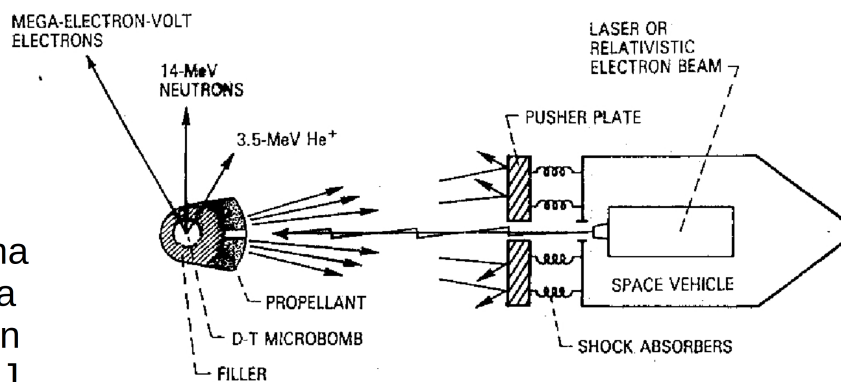 MEGA-ELECTRON-VOLT
ELECTRONS
14-MeV
NEUTRONS
3.5-MeV He+
LASER OR
RELATIVISTIC
ELECTRON BEAM
PUSHER PLATE
SPACE VEHICLE
PROPELLANT
D-T MICROBOMB
FILLER
SHOCK ABSORBERS
na
a
n